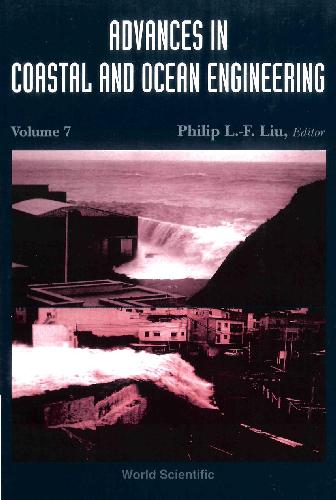 ADVANCES IN
COASTAL AND OCEAN ENGINEERING
Volume 7 Philip L.-F. Liu, Editor
World Scientific